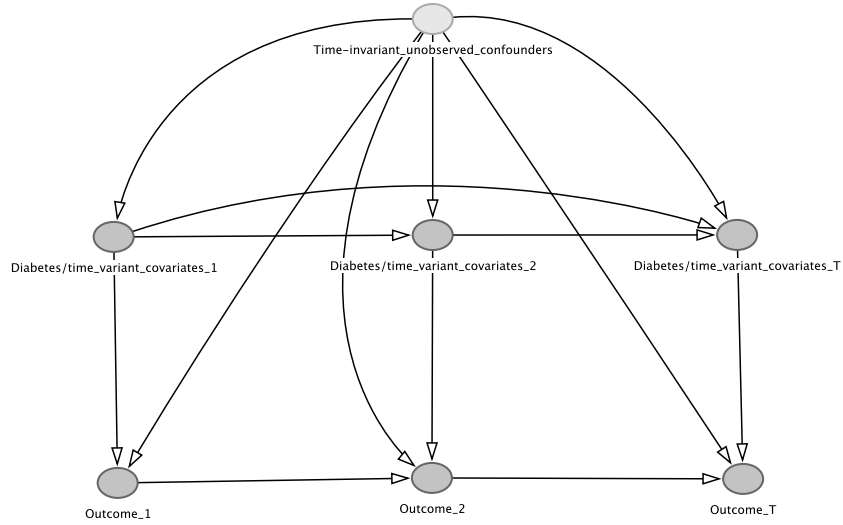 Time-invariant_unobserved_confounders
Diabetes/time_variant_covariates_1
Diabetes/time_variant_covariates_2
Diabetes/time_variant_covariates_T
Outcome_1
Outcome_2
Outcome_T